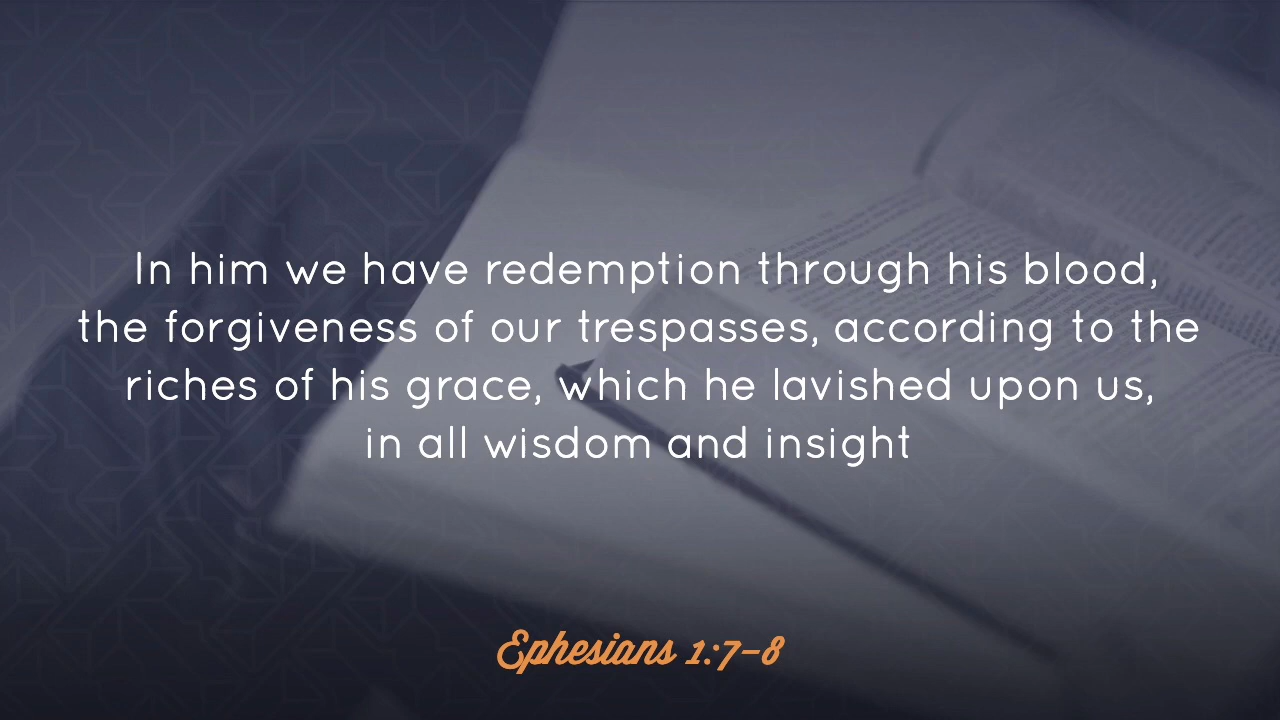 In him we have redemption through his blood,
the forgiveness of our trespasses, according to the
riches of his grace, which he lavished upon us,
in all wisdom and insight
Ephesians 1:7–8